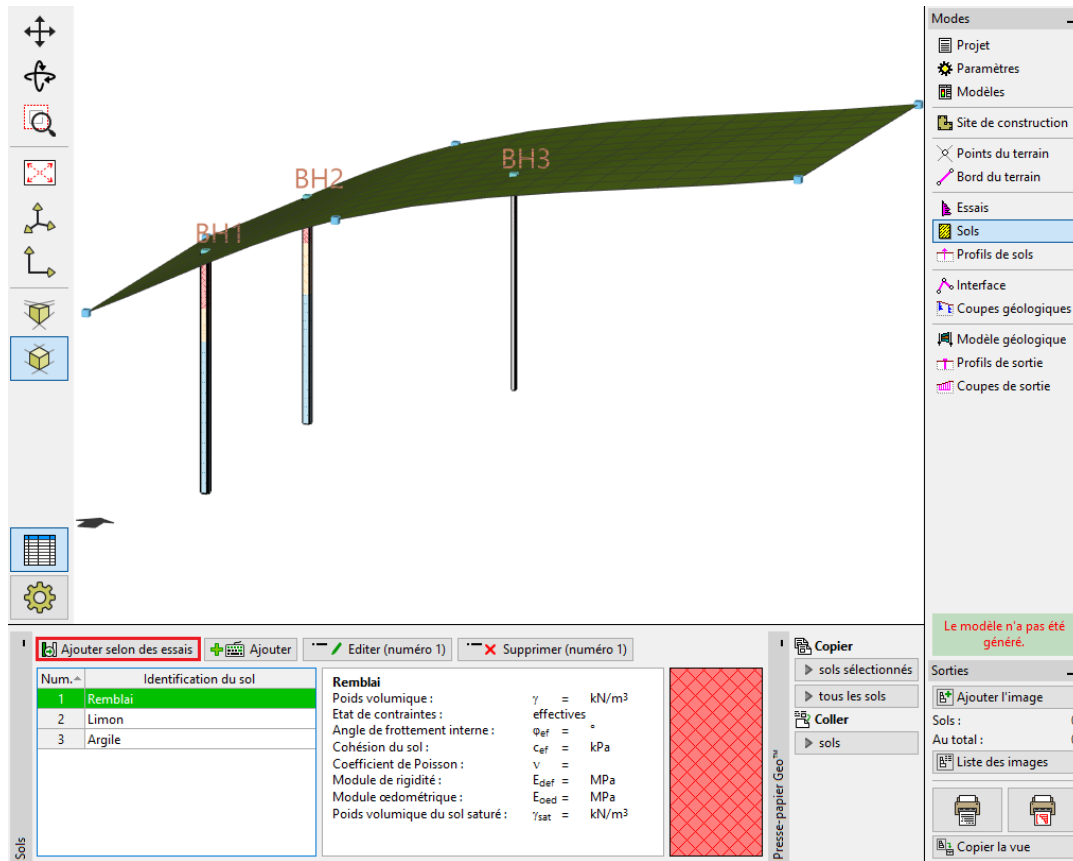 BH1
BH2
BH3
Modes
Projet
Paramètres
Modèles
Site de construction
Points du terrain
Bord du terrain
Essais
Sols
Profils de sols
Interface
Coupes géologiques
Modèle géologique
Profils de sortie
Coupes de sortie
Le modèle n'a pas été
généré.
Sorties
Ajouter l'image
Sols :
Au total :
Liste des images
Copier la vue
Sols
Ajouter selon des essais
Ajouter
Editer (numéro 1)
Supprimer (numéro 1)
Num. Identification du sol
1 Remblai
2 Limon
3 Argile
Remblai
Poids volumique : γ = kN/m³
Etat de contraintes : effectives
Angle de frottement interne : φef = °
Cohésion du sol : cef = kPa
Coefficient de Poisson : ν =
Module de rigidité : Edef = MPa
Module œdométrique : Eoed = MPa
Poids volumique du sol saturé : γsat = kN/m³
Presse-papier Geo™
Copier
sols sélectionnés
tous les sols
Coller
sols